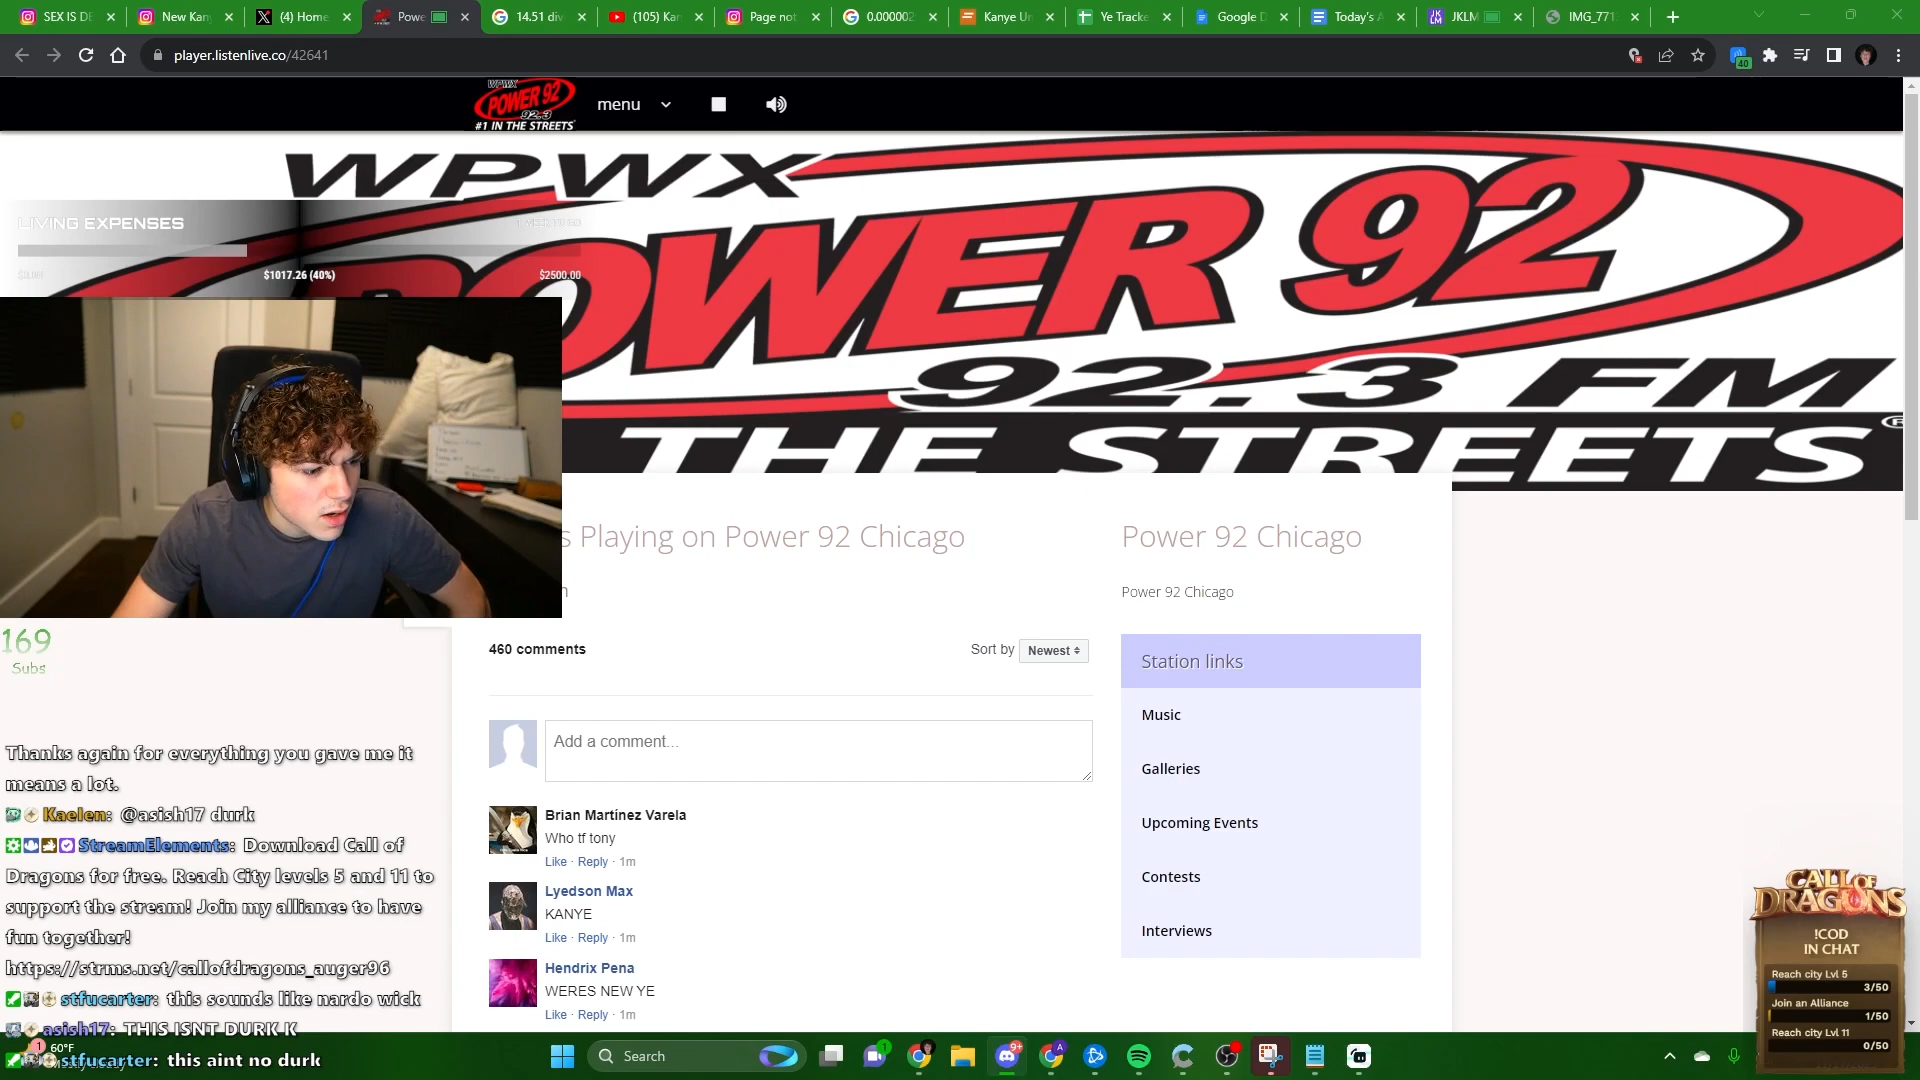 SEX IS DE
New Kan
(4) Home
Powe
14.51 div
(105) Kan
Page not
0.000002
Kanye Un
Ye Tracke
Google D
Today's A
JKLM
IMG_771
player.listenlive.co/42641
40
WPWX
POWER 92
92.3
#1 IN THE STREETS
menu
WPWX
POWER 92
92.3 FM
THE STREETS
LIVING EXPENSES
$1017.26 (40%)
$2500.00
s Playing on Power 92 Chicago
Power 92 Chicago
Power 92 Chicago
460 comments
Sort by Newest
Add a comment...
Brian Martínez Varela
Who tf tony
Like · Reply · 1m
Lyedson Max
KANYE
Like · Reply · 1m
Hendrix Pena
WERES NEW YE
Like · Reply · 1m
Station links
Music
Galleries
Upcoming Events
Contests
Interviews
169
Subs
Thanks again for everything you gave me it
means a lot.
Kaelen: @asish17 durk
StreamElements: Download Call of
Dragons for free. Reach City levels 5 and 11 to
support the stream! Join my alliance to have
fun together!
https://strms.net/callofdragons_auger96
stfucarter: this sounds like nardo wick
asish17: THIS ISNT DURK K
stfucarter: this aint no durk
CALL OF
DRAGONS
!COD
IN CHAT
Reach city Lvl 5
3/50
Join an Alliance
1/50
Reach city Lvl 11
0/50
1
60°F
Search
1
9+